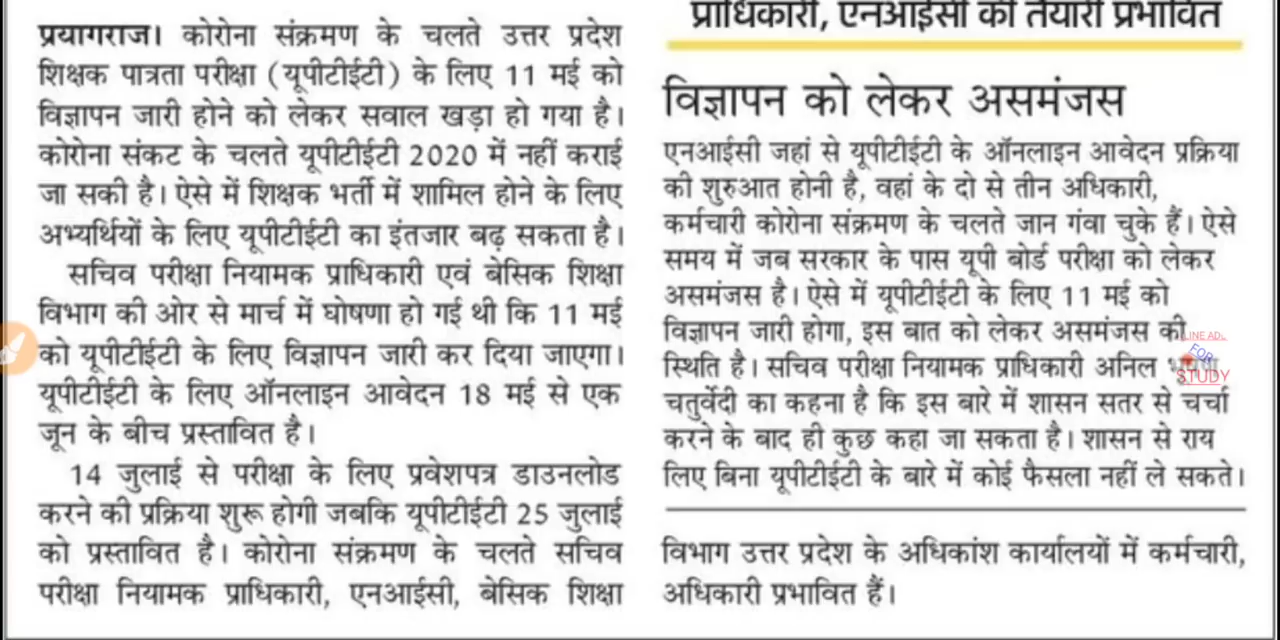 प्रयागराज। कोरोना संक्रमण के चलते उत्तर प्रदेश
शिक्षक पात्रता परीक्षा (यूपीटीईटी) के लिए 11 मई को
विज्ञापन जारी होने को लेकर सवाल खड़ा हो गया है।
कोरोना संकट के चलते यूपीटीईटी 2020 में नहीं कराई
जा सकी है। ऐसे में शिक्षक भर्ती में शामिल होने के लिए
अभ्यर्थियों के लिए यूपीटीईटी का इंतजार बढ़ सकता है।
सचिव परीक्षा नियामक प्राधिकारी एवं बेसिक शिक्षा
विभाग की ओर से मार्च में घोषणा हो गई थी कि 11 मई
को यूपीटीईटी के लिए विज्ञापन जारी कर दिया जाएगा।
यूपीटीईटी के लिए ऑनलाइन आवेदन 18 मई से एक
जून के बीच प्रस्तावित है।
14 जुलाई से परीक्षा के लिए प्रवेशपत्र डाउनलोड
करने की प्रक्रिया शुरू होगी जबकि यूपीटीईटी 25 जुलाई
को प्रस्तावित है। कोरोना संक्रमण के चलते सचिव
परीक्षा नियामक प्राधिकारी, एनआईसी, बेसिक शिक्षा
प्राधिकारी, एनआईसी की तैयारी प्रभावित
विज्ञापन को लेकर असमंजस
एनआईसी जहां से यूपीटीईटी के ऑनलाइन आवेदन प्रक्रिया
की शुरुआत होनी है, वहां के दो से तीन अधिकारी,
कर्मचारी कोरोना संक्रमण के चलते जान गंवा चुके हैं। ऐसे
समय में जब सरकार के पास यूपी बोर्ड परीक्षा को लेकर
असमंजस है। ऐसे में यूपीटीईटी के लिए 11 मई को
विज्ञापन जारी होगा, इस बात को लेकर असमंजस की
स्थिति है। सचिव परीक्षा नियामक प्राधिकारी अनिल
चतुर्वेदी का कहना है कि इस बारे में शासन सतर से चर्चा
करने के बाद ही कुछ कहा जा सकता है। शासन से राय
लिए बिना यूपीटीईटी के बारे में कोई फैसला नहीं ले सकते।
विभाग उत्तर प्रदेश के अधिकांश कार्यालयों में कर्मचारी,
अधिकारी प्रभावित हैं।
FOR
STUDY